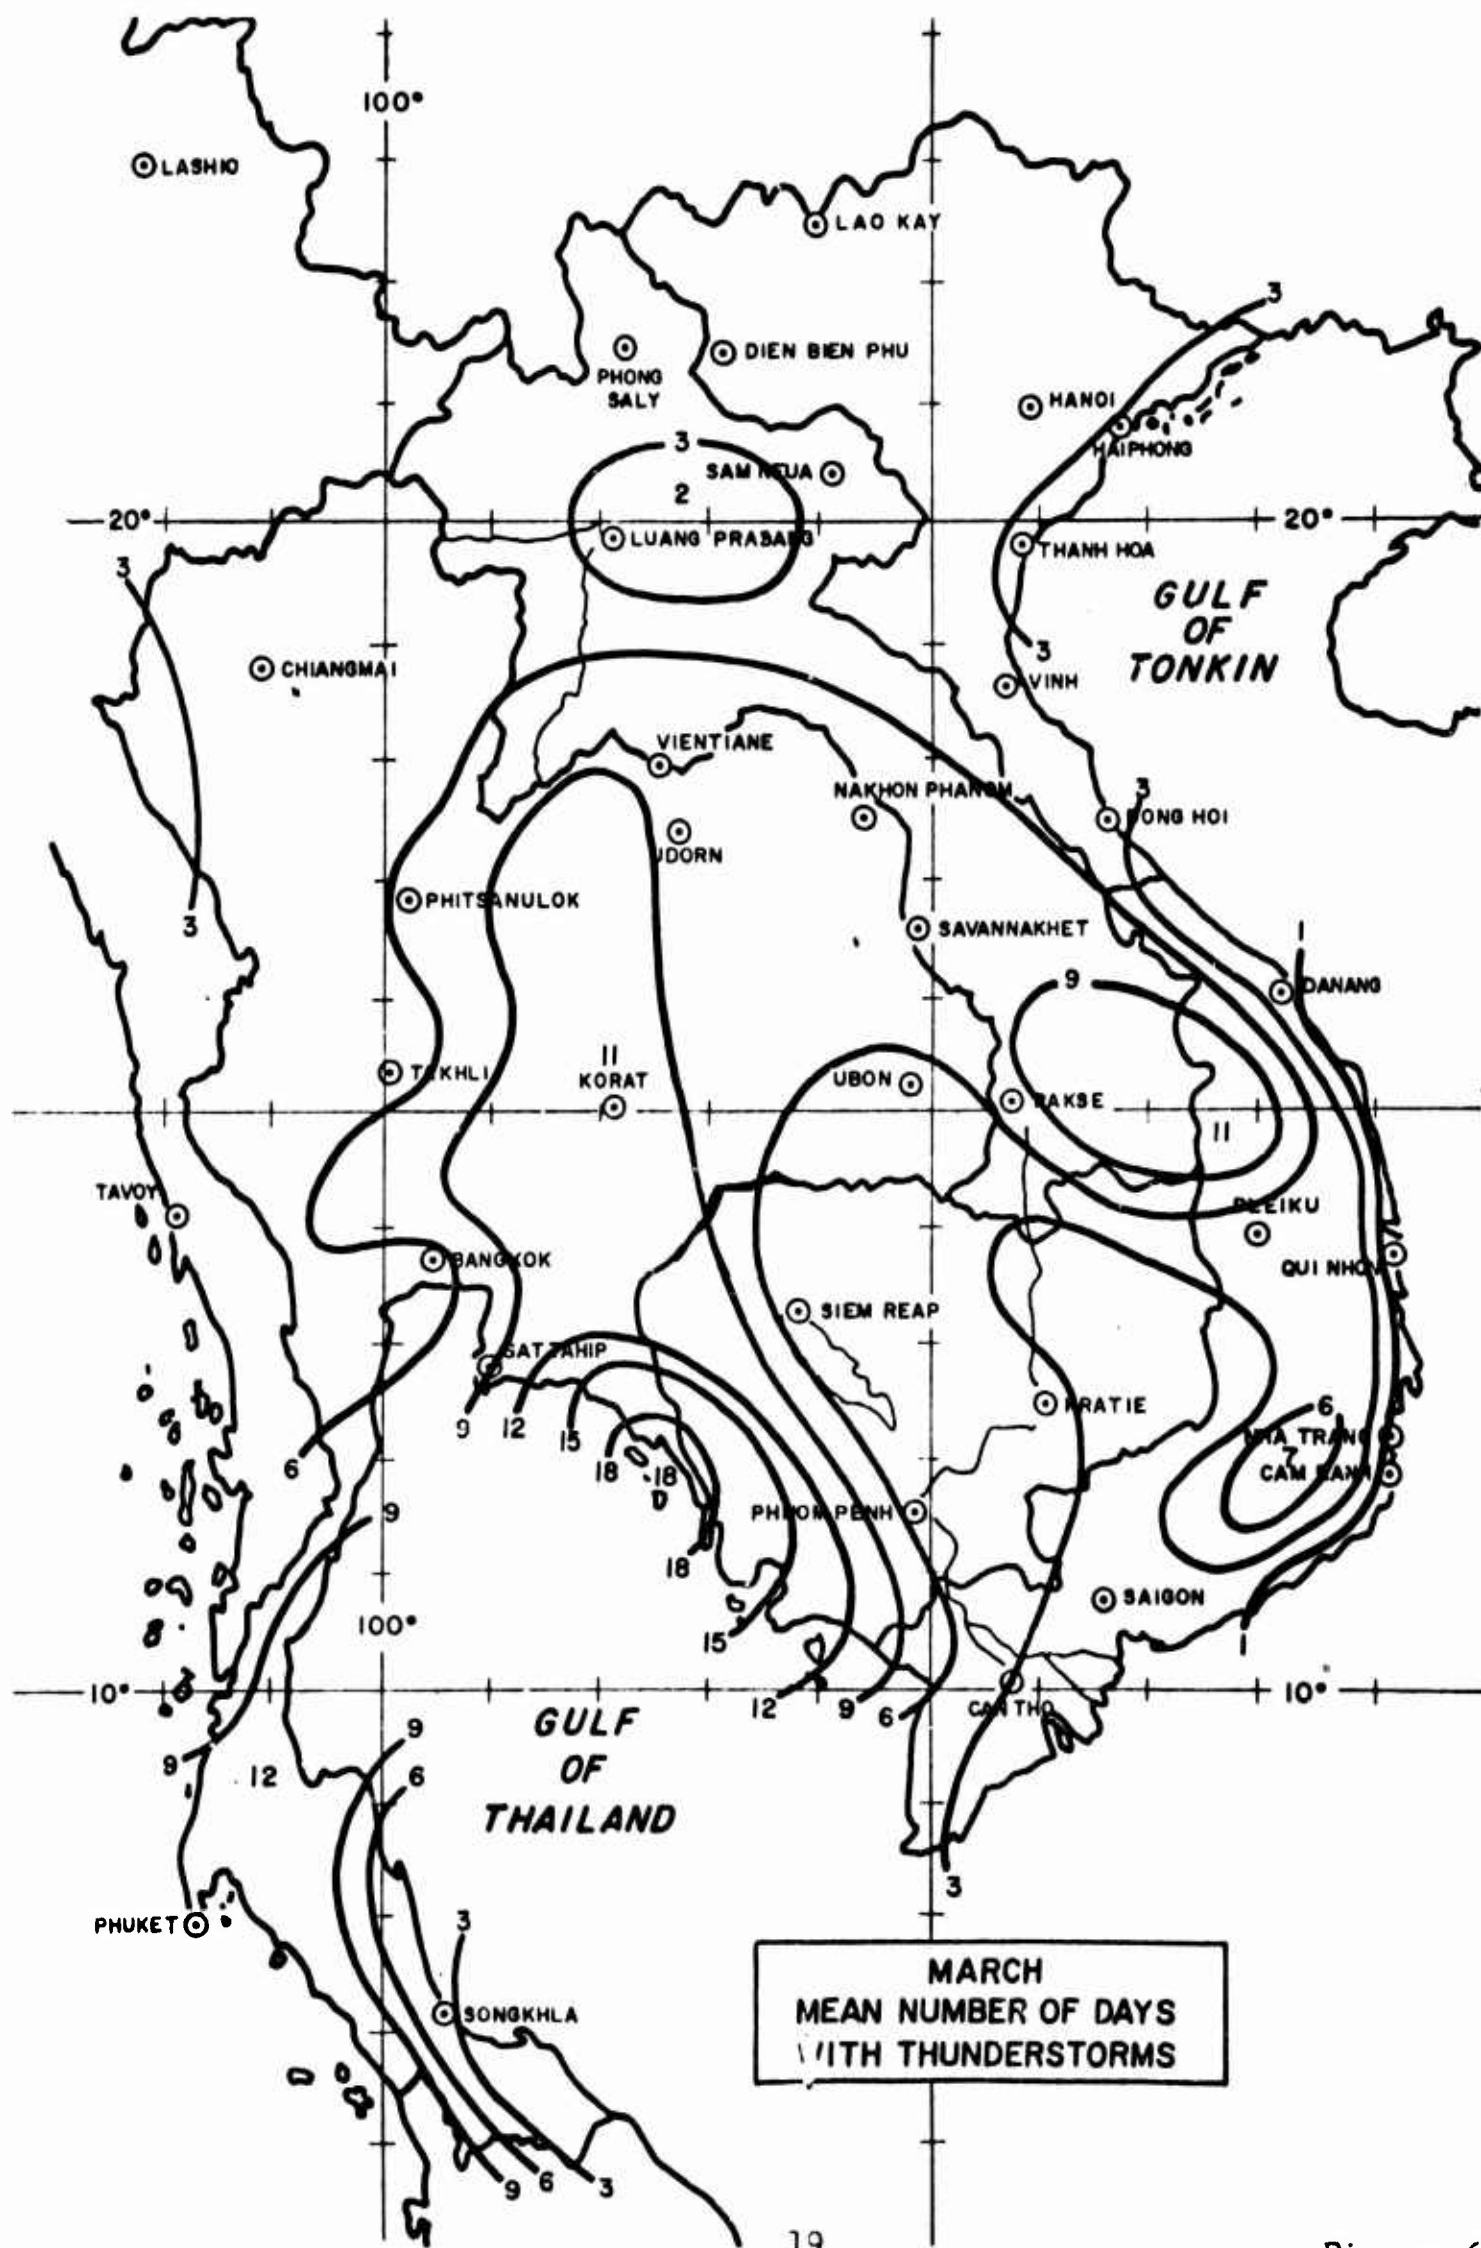 100°
LASHIO
LAO KAY
3
PHONG
SALY
DIEN BIEN PHU
HANOI
HAIPHONG
3
SAM NEUA
2
20°
20°
LUANG PRABANG
THANH HOA
3
GULF
OF
TONKIN
3
CHIANGMAI
VINH
VIENTIANE
NAKHON PHANOM
3
DONG HOI
UDORN
PHITSANULOK
3
SAVANNAKHET
1
9
DANANG
11
KORAT
TAKHLI
UBON
PAKSE
11
TAVOY
PLEIKU
BANGKOK
QUI NHON
SIEM REAP
SATTAHIP
9
12
15
18
18
KRATIE
6
NHA TRANG
7
CAM RANH
6
9
PHNOM PENH
18
SAIGON
100°
15
1
10°
10°
12
9
6
CAN THO
9
12
9
6
GULF
OF
THAILAND
3
PHUKET
3
SONGKHLA
MARCH
MEAN NUMBER OF DAYS
WITH THUNDERSTORMS
9
6
3
19